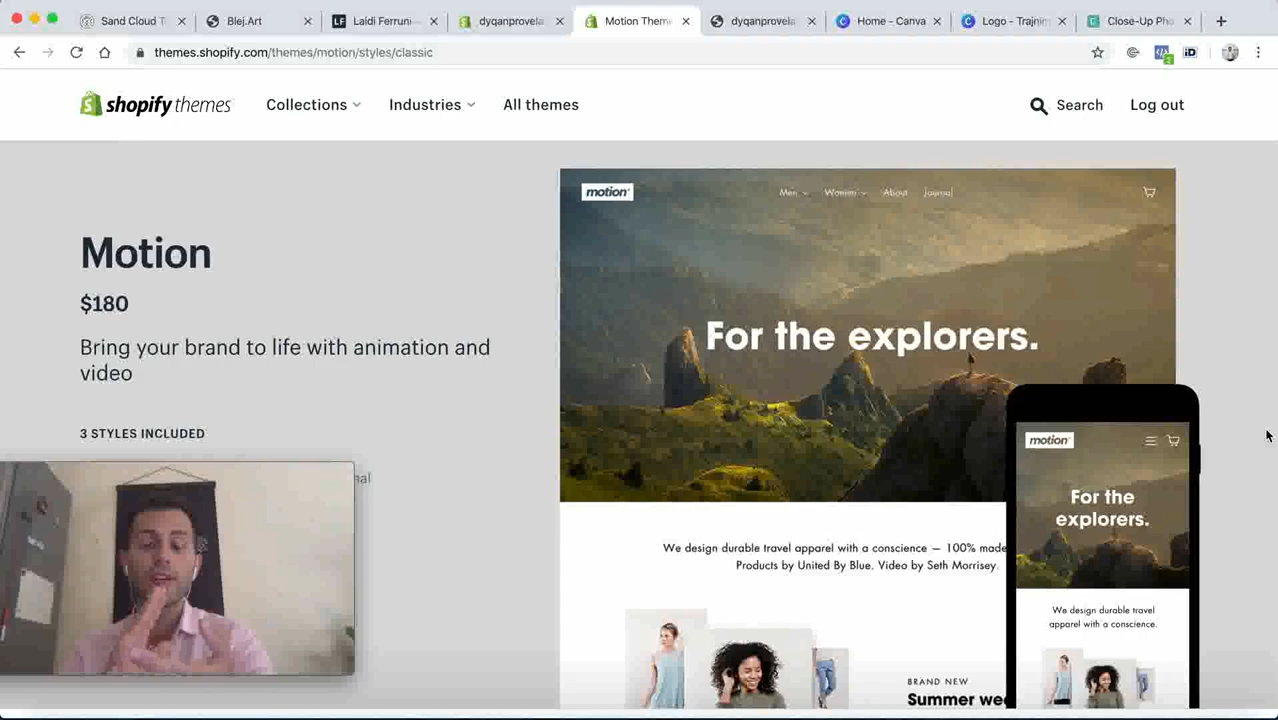 Sand Cloud T
Blej.Art
Laidi Ferruni
dyqanprovela
Motion Them
dyqanprovela
Home - Canva
Logo - Trainin
Close-Up Pho
themes.shopify.com/themes/motion/styles/classic
shopify themes
Collections
Industries
All themes
Search
Log out
Motion
$180
Bring your brand to life with animation and
video
3 STYLES INCLUDED
nal
motion
Men
Women
About
Journal
For the explorers.
We design durable travel apparel with a conscience — 100% made
Products by United By Blue. Video by Seth Morrisey.
BRAND NEW
Summer wee
motion
For the
explorers.
We design durable travel
apparel with a conscience.